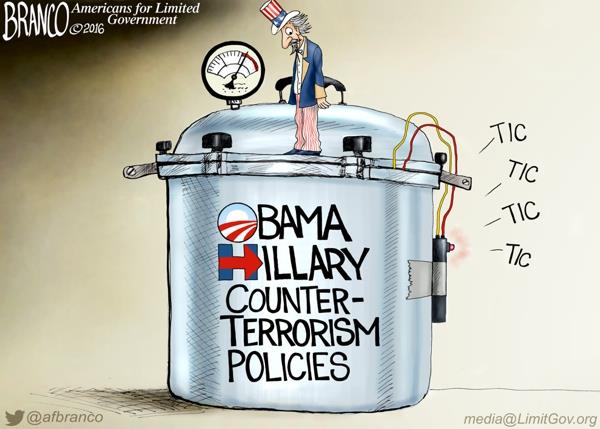 BRANCO
Americans for Limited
Government
©2016
TIC
TIC
TIC
TIC
OBAMA
HILLARY
COUNTER-
TERRORISM
POLICIES
@afbranco
media@LimitGov.org